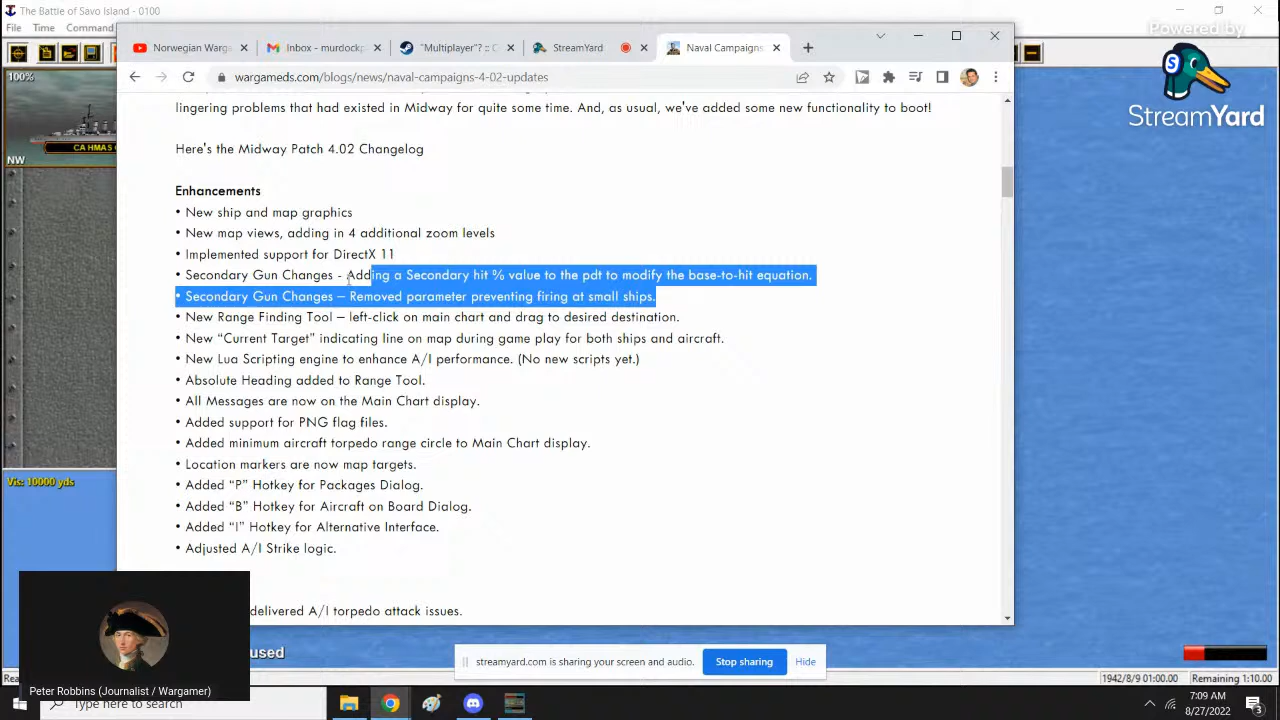 The Battle of Savo Island - 0100
File Time Command
Powered by
StreamYard
Norwegian Warga
Inbox - murdockp
"Multiplayer"? S
StreamYard
Naval Campaigns
wargameds.com/blogs/news/naval-campaigns-4-02-updates
100%
CA HMAS
NW
lingering problems that had existed in Midway for quite some time. And, as usual, we've added some new functionality to boot!
Here's the Midway Patch 4.02 Changelog
Enhancements
• New ship and map graphics
• New map views, adding in 4 additional zoom levels
• Implemented support for DirectX 11
• Secondary Gun Changes - Adding a Secondary hit % value to the pdt to modify the base-to-hit equation.
• Secondary Gun Changes – Removed parameter preventing firing at small ships.
• New Range Finding Tool – left-click on main chart and drag to desired destination.
• New "Current Target" indicating line on map during game play for both ships and aircraft.
• New Lua Scripting engine to enhance A/I performance. (No new scripts yet.)
• Absolute Heading added to Range Tool.
• All Messages are now on the Main Chart display.
• Added support for PNG flag files.
• Added minimum aircraft torpedo range circle to Main Chart display.
• Location markers are now map targets.
• Added "P" Hotkey for Packages Dialog.
• Added "B" Hotkey for Aircraft on Board Dialog.
• Added "I" Hotkey for Alternative Interface.
• Adjusted A/I Strike logic.
delivered A/I torpedo attack issues.
Vis: 10000 yds
used
streamyard.com is sharing your screen and audio.
Stop sharing
Hide
Rea
1942/8/9 01:00.00
Remaining 1:10.00
Peter Robbins (Journalist / Wargamer)
Type here to search
7:09 AM
8/27/2022
3